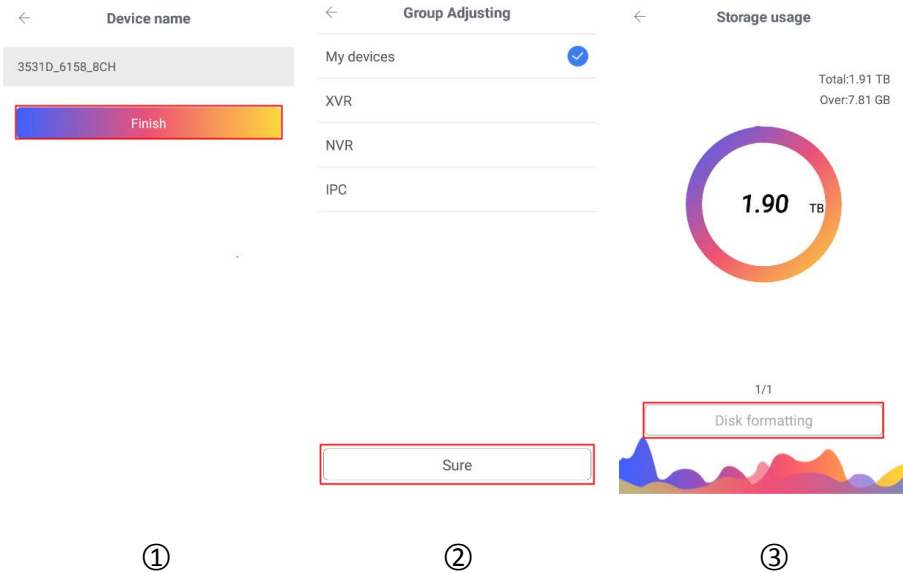 Device name
3531D_6158_8CH
Finish
①
Group Adjusting
My devices
XVR
NVR
IPC
Sure
②
Storage usage
Total:1.91 TB
Over:7.81 GB
1.90 TB
1/1
Disk formatting
③